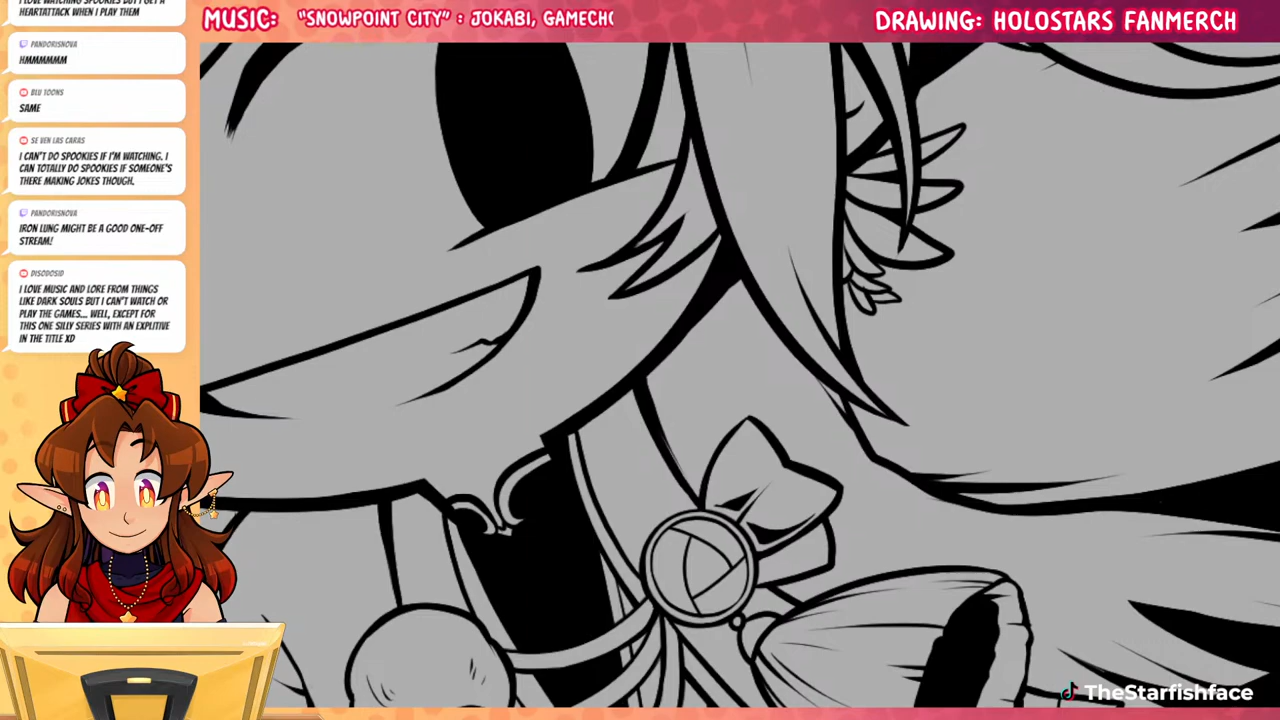 I LOVE WATCHING SPOOKIES BUT I GET A
HEARTATTACK WHEN I PLAY THEM
PANDORISNOVA
HMMMMMM
BLU TOONS
SAME
SE VEN LAS CARAS
I CAN'T DO SPOOKIES IF I'M WATCHING. I
CAN TOTALLY DO SPOOKIES IF SOMEONE'S
THERE MAKING JOKES THOUGH.
PANDORISNOVA
IRON LUNG MIGHT BE A GOOD ONE-OFF
STREAM!
DISODOSID
I LOVE MUSIC AND LORE FROM THINGS
LIKE DARK SOULS BUT I CAN'T WATCH OR
PLAY THE GAMES... WELL, EXCEPT FOR
THIS ONE SILLY SERIES WITH AN EXPLITIVE
IN THE TITLE XD
MUSIC: "SNOWPOINT CITY" : JOKABI, GAMECH
DRAWING: HOLOSTARS FANMERCH
TheStarfishface